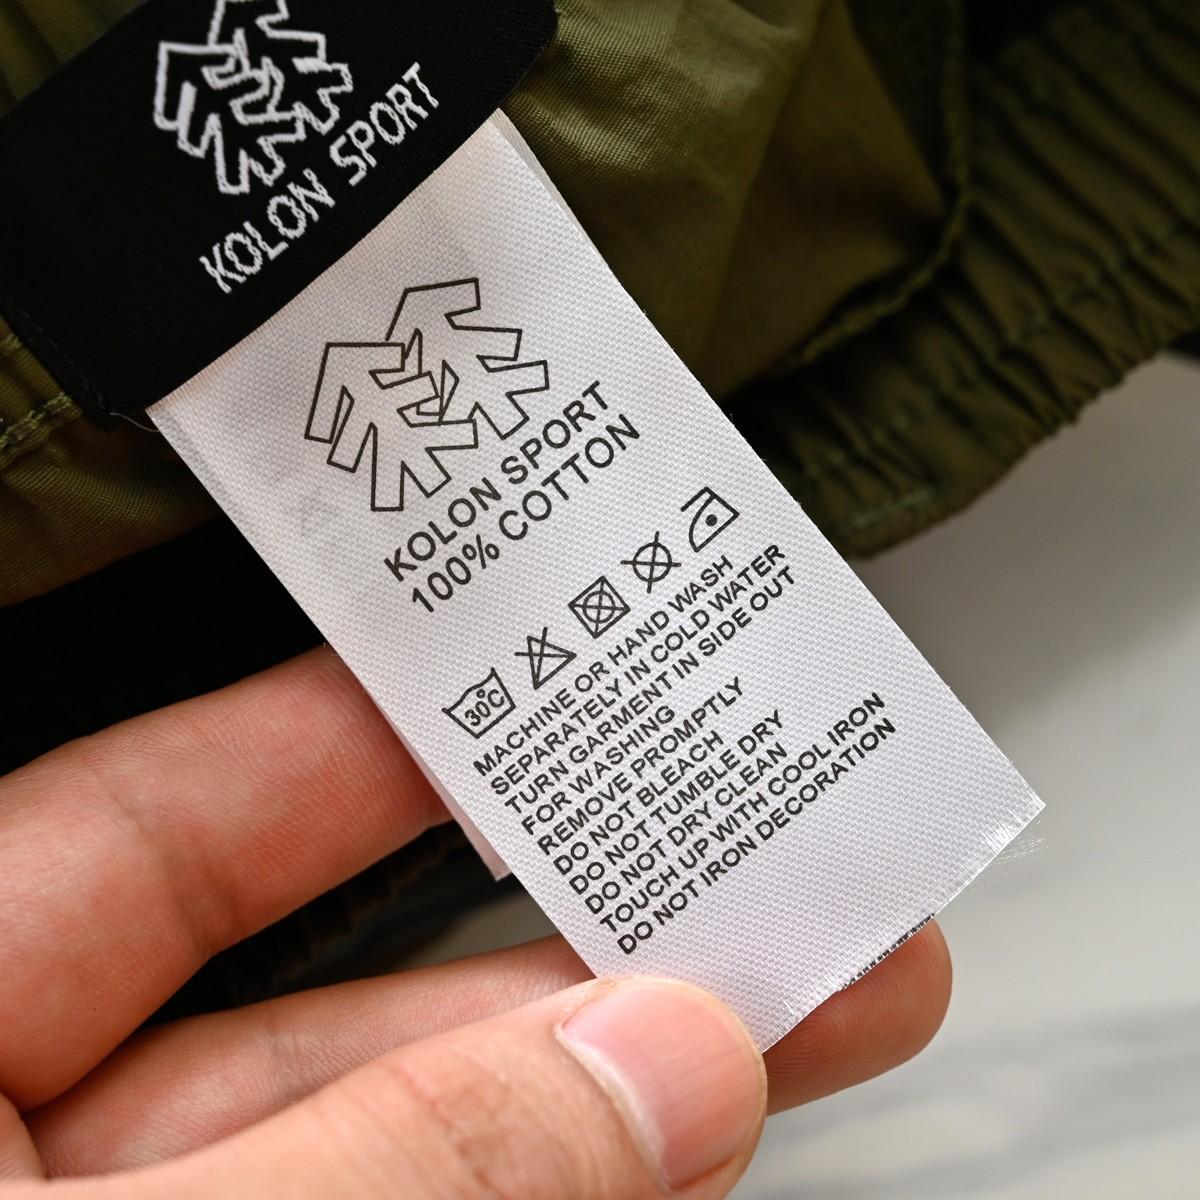 KOLON SPORT
KOLON SPORT
100% COTTON
30°C
MACHINE OR HAND WASH
SEPARATELY IN COLD WATER
TURN GARMENT IN SIDE OUT
FOR WASHING
REMOVE PROMPTLY
DO NOT BLEACH
DO NOT TUMBLE DRY
DO NOT DRY CLEAN
TOUCH UP WITH COOL IRON
DO NOT IRON DECORATION